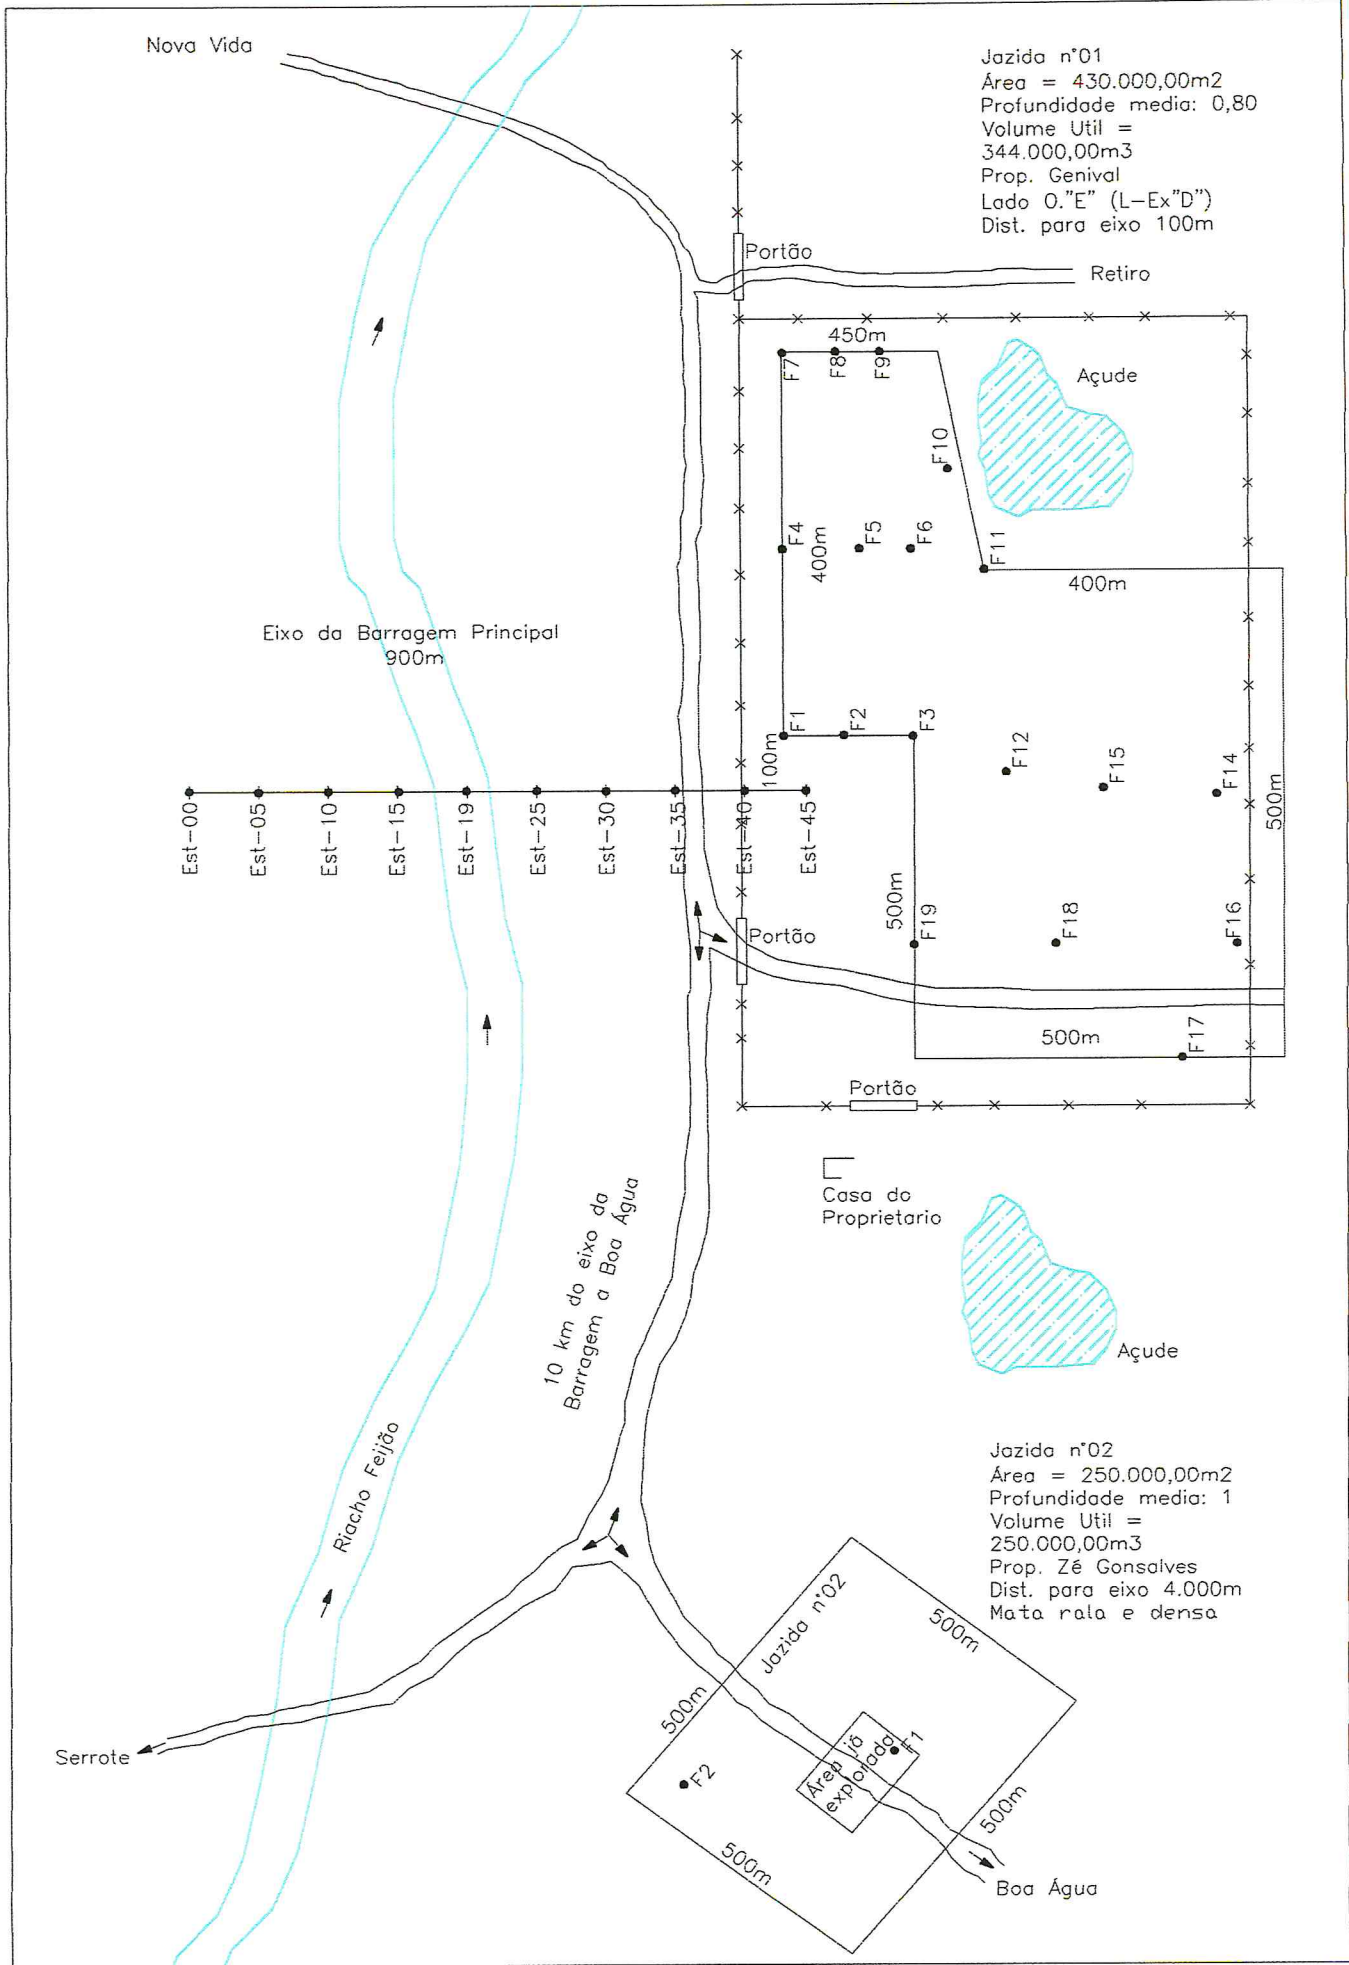 Nova Vida
Jazida n°01
Área = 430.000,00m2
Profundidade media: 0,80
Volume Util =
344.000,00m3
Prop. Genival
Lado O."E" (L-Ex"D")
Dist. para eixo 100m
Portão
Retiro
450m
F7
F8
F9
Açude
F10
F4
400m
F5
F6
F11
400m
Eixo da Barragem Principal
900m
F1
F2
F3
100m
F12
F15
F14
500m
Est-00
Est-05
Est-10
Est-15
Est-19
Est-25
Est-30
Est-35
Est-40
Est-45
500m
F19
F18
F16
Portão
500m
F17
Portão
Casa do
Proprietario
10 km do eixo da
Barragem a Boa Água
Açude
Riacho Feijão
Jazida n°02
Área = 250.000,00m2
Profundidade media: 1
Volume Util =
250.000,00m3
Prop. Zé Gonsalves
Dist. para eixo 4.000m
Mata rala e densa
Jazida n°02
500m
500m
Serrote
F2
Área já
explorada
F1
500m
500m
Boa Água